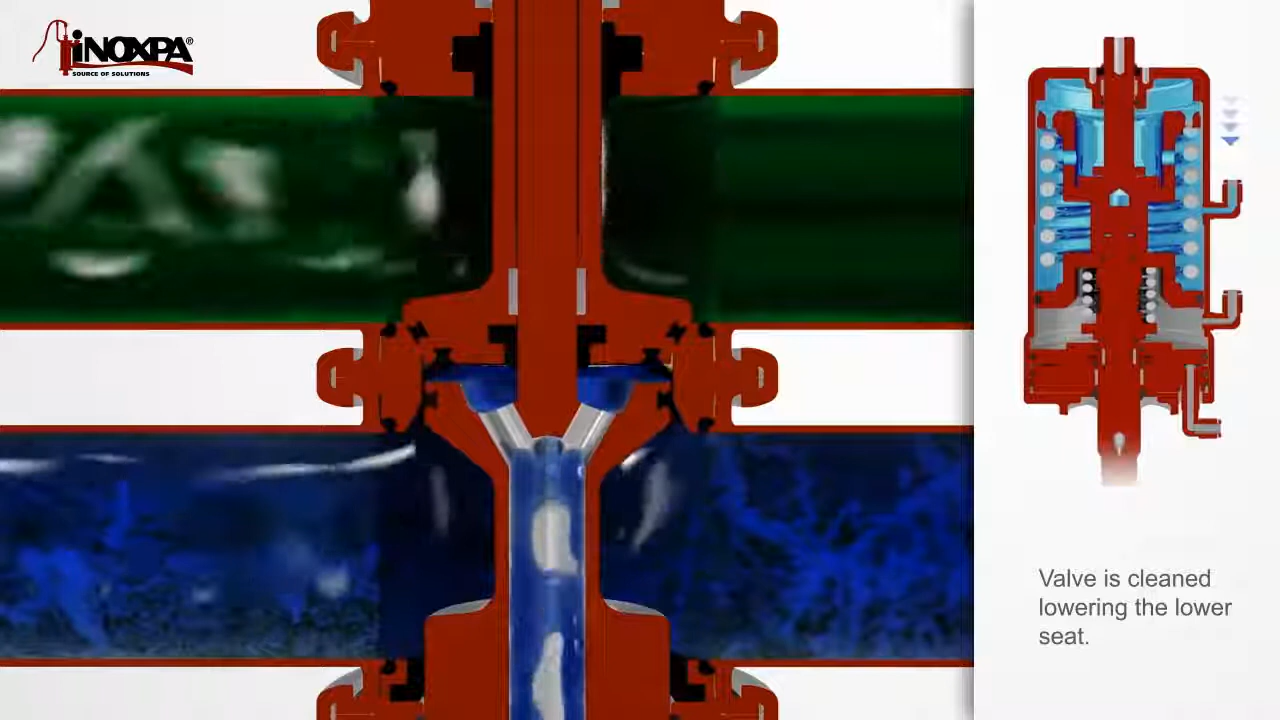 iNOXPA®
SOURCE OF SOLUTIONS
Valve is cleaned
lowering the lower
seat.